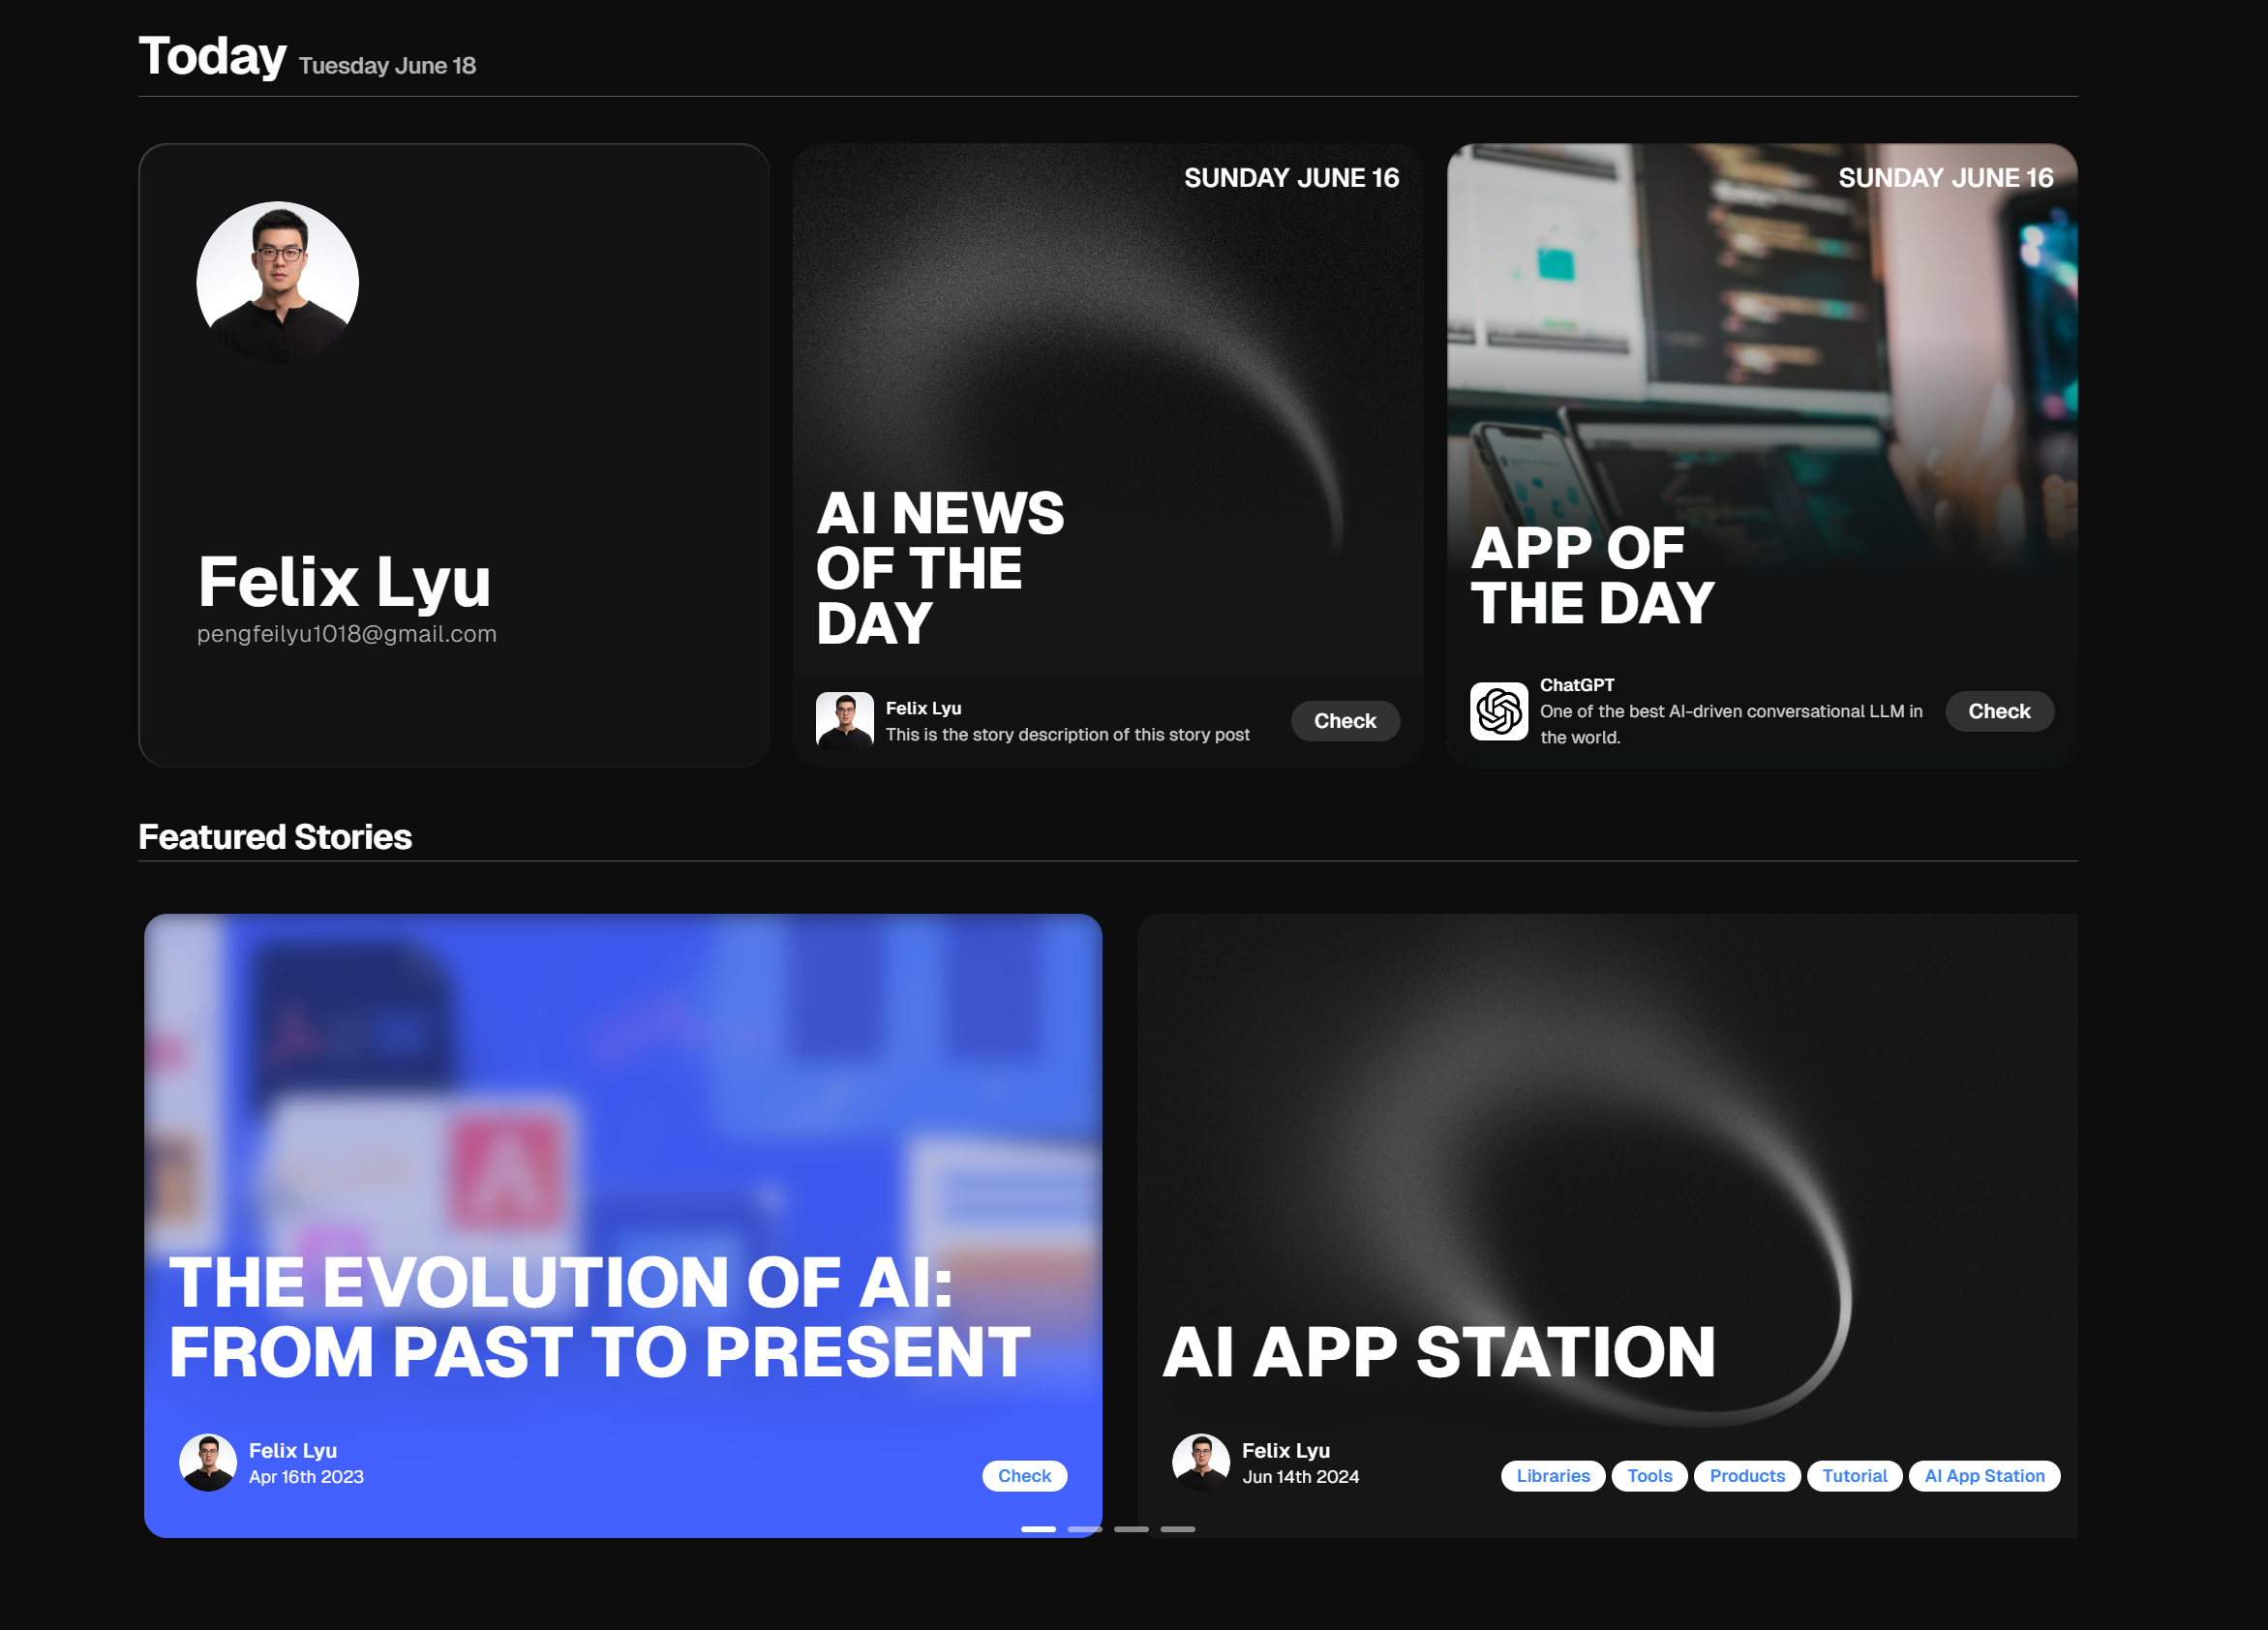 Today Tuesday June 18
Felix Lyu
pengfeilyu1018@gmail.com
SUNDAY JUNE 16
AI NEWS
OF THE
DAY
Felix Lyu
This is the story description of this story post
Check
SUNDAY JUNE 16
APP OF
THE DAY
ChatGPT
One of the best AI-driven conversational LLM in
the world.
Check
Featured Stories
THE EVOLUTION OF AI:
FROM PAST TO PRESENT
Felix Lyu
Apr 16th 2023
Check
AI APP STATION
Felix Lyu
Jun 14th 2024
Libraries Tools Products Tutorial AI App Station